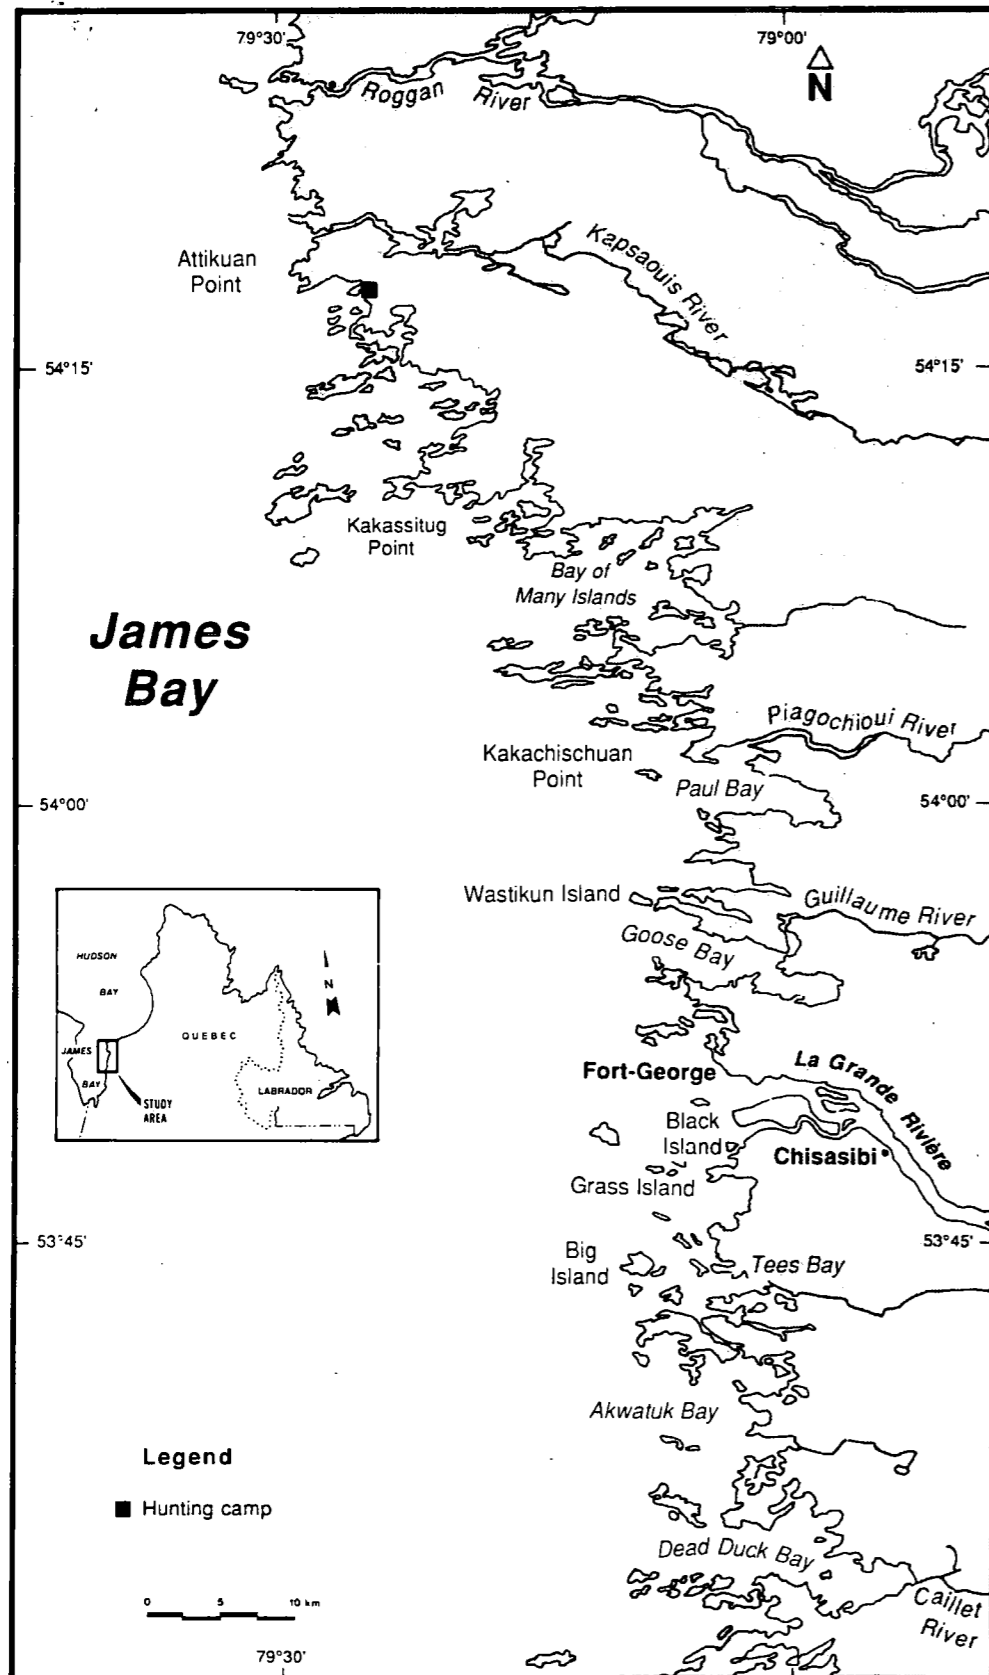 79°30'
79°00'
N
Roggan River
Kapsaouis River
Attikuan
Point
54°15'
54°15'
Kakassitug
Point
Bay of
Many Islands
James
Bay
Piagochioui River
Kakachischuan
Point
Paul Bay
54°00'
54°00'
Wastikun Island
Guillaume River
Goose Bay
HUDSON
BAY
N
QUEBEC
JAMES
BAY
LABRADOR
STUDY
AREA
Fort-George
La Grande Rivière
Black
Island
Chisasibi
Grass Island
53°45'
53°45'
Big
Island
Tees Bay
Akwatuk Bay
Legend
Hunting camp
Dead Duck Bay
Caillet
River
0 5 10 km
79°30'